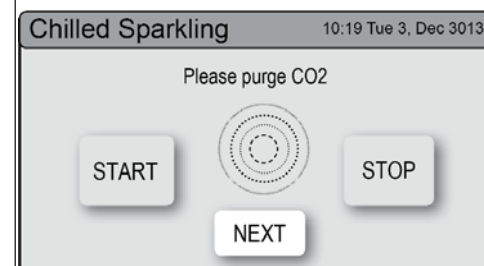 Chilled Sparkling 10:19 Tue 3, Dec 3013
Please purge CO2
START STOP
NEXT